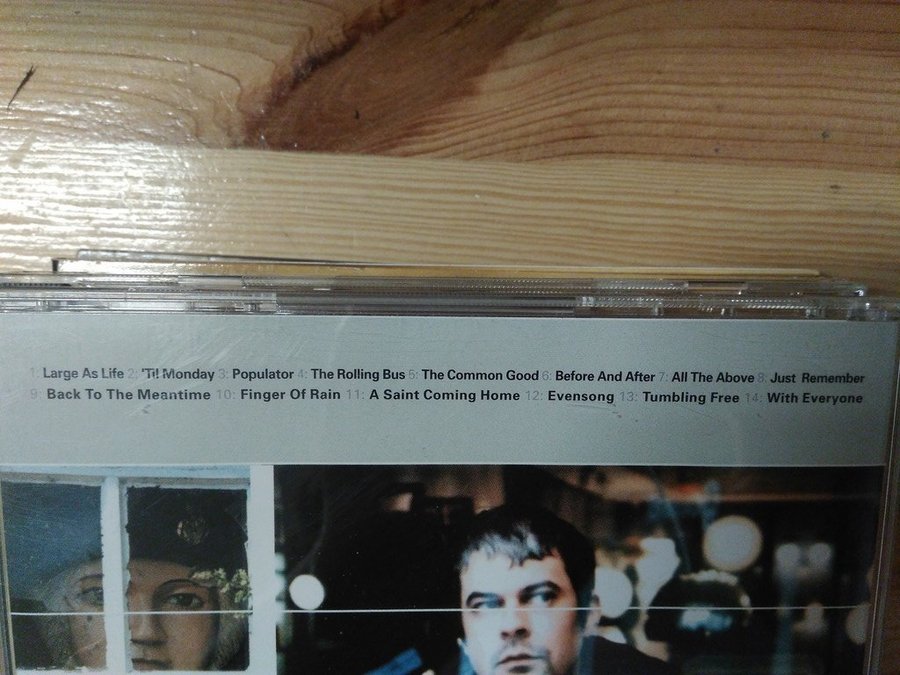 1: Large As Life 2: 'Til Monday 3: Populator 4: The Rolling Bus 5: The Common Good 6: Before And After 7: All The Above 8: Just Remember
9: Back To The Meantime 10: Finger Of Rain 11: A Saint Coming Home 12: Evensong 13: Tumbling Free 14: With Everyone